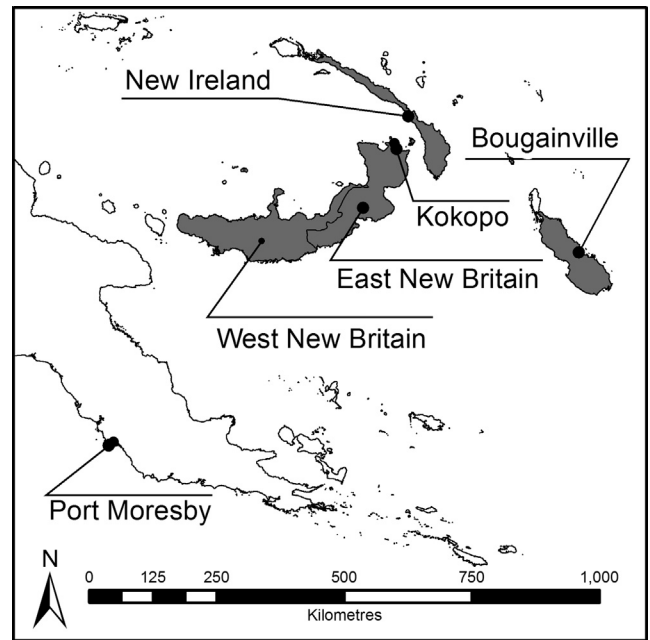 New Ireland
Bougainville
Kokopo
East New Britain
West New Britain
Port Moresby
N
0 125 250 500 750 1,000
Kilometres